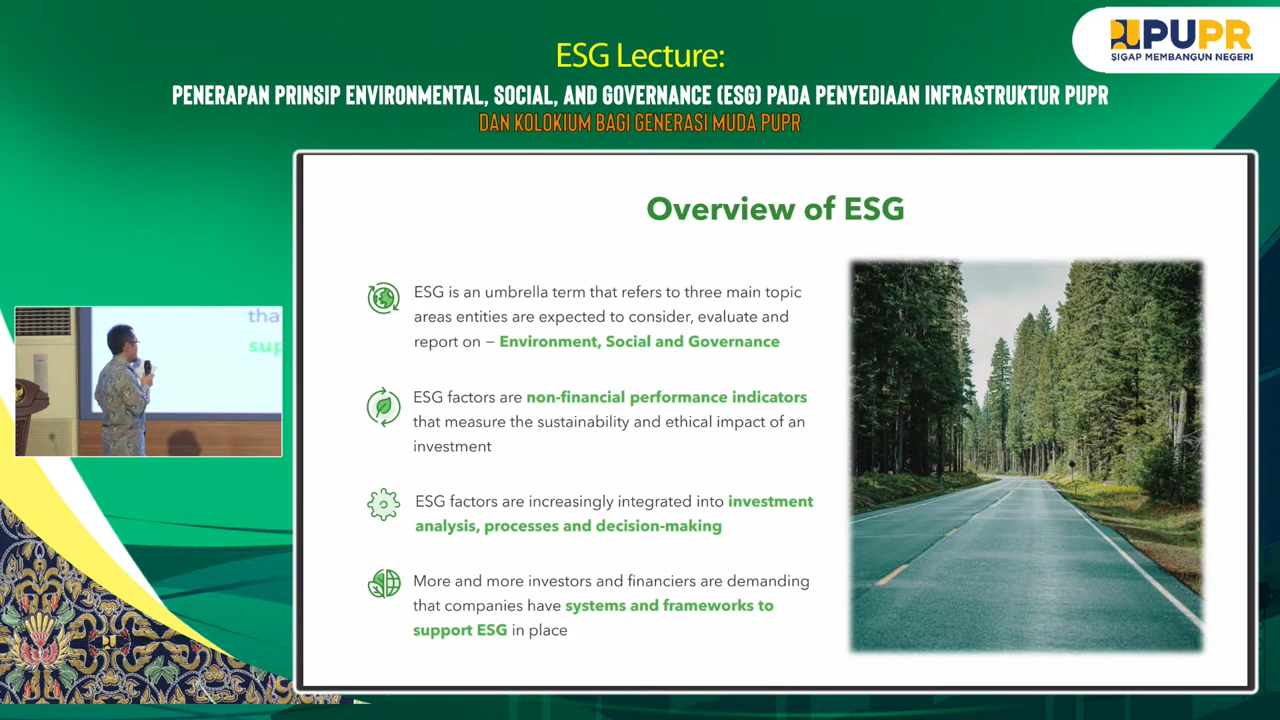 PUPR
SIGAP MEMBANGUN NEGERI
ESG Lecture:
PENERAPAN PRINSIP ENVIRONMENTAL, SOCIAL, AND GOVERNANCE (ESG) PADA PENYEDIAAN INFRASTRUKTUR PUPR
DAN KOLOKIUM BAGI GENERASI MUDA PUPR
Overview of ESG
ESG is an umbrella term that refers to three main topic
areas entities are expected to consider, evaluate and
report on – Environment, Social and Governance
ESG factors are non-financial performance indicators
that measure the sustainability and ethical impact of an
investment
ESG factors are increasingly integrated into investment
analysis, processes and decision-making
More and more investors and financiers are demanding
that companies have systems and frameworks to
support ESG in place
tha
sup